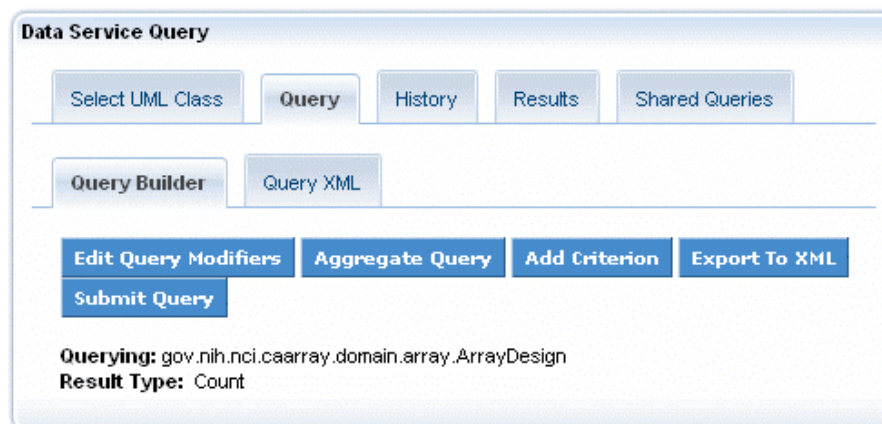 Data Service Query
Select UML Class Query History Results Shared Queries
Query Builder Query XML
Edit Query Modifiers Aggregate Query Add Criterion Export To XML
Submit Query
Querying: gov.nih.nci.caarray.domain.array.ArrayDesign
Result Type: Count